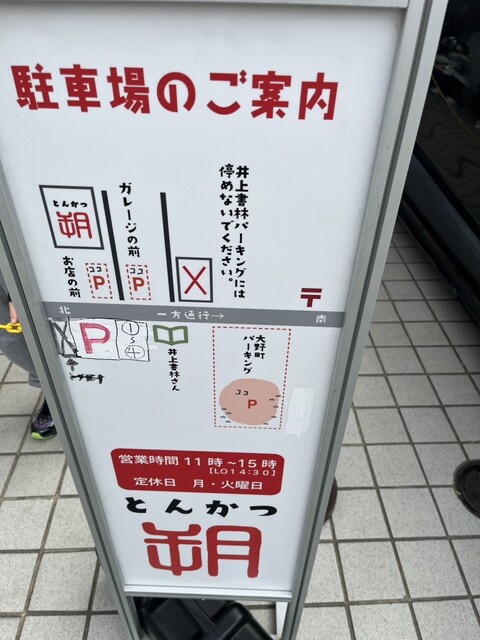 駐車場のご案内
井上書林パーキングには
停めないでください。
ガレージの前
とんかつ
朔
お店の前
ココ
P
ココ
P
X
〒
北
一方通行→
南
P
①
④
井上書林さん
大野町
パーキング
ココ
P
営業時間 11時~15時
[LO14:30]
定休日 月・火曜日
とんかつ
朔